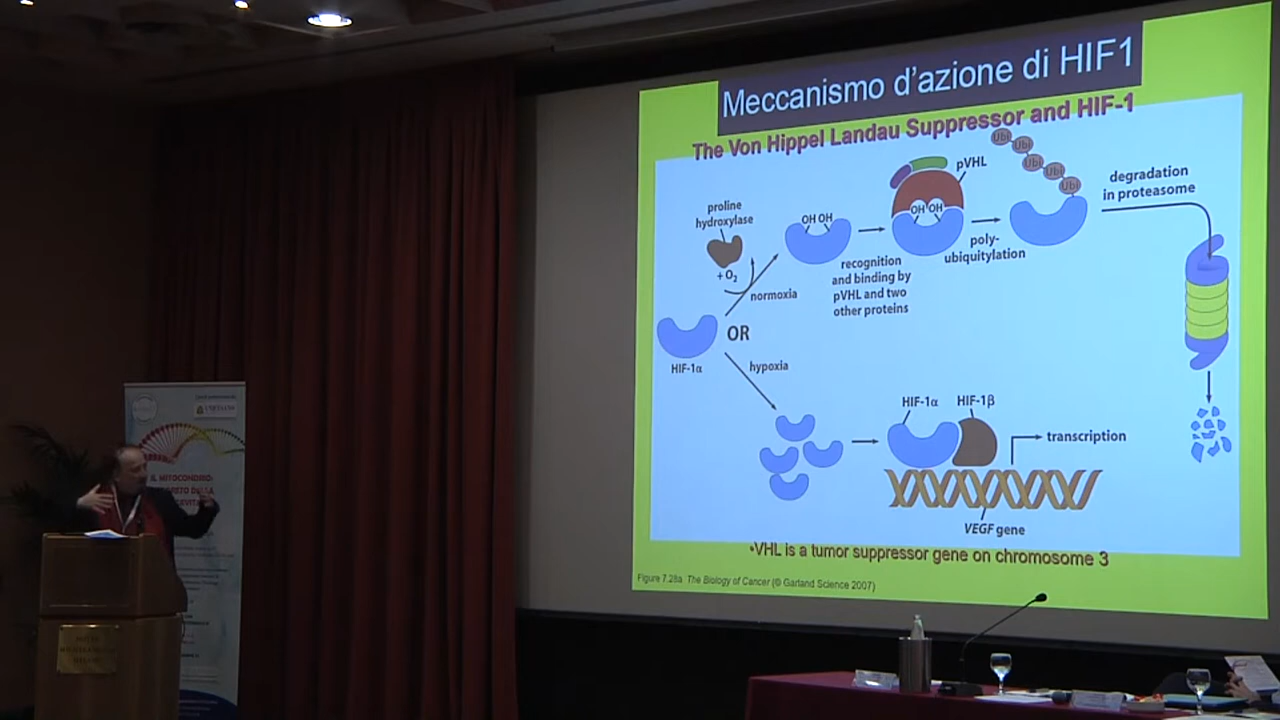 Meccanismo d'azione di HIF1
The Von Hippel Landau Suppressor and HIF-1
Ubi
Ubi
Ubi
Ubi
Ubi
pVHL
degradation
in proteasome
proline
hydroxylase
OH OH
OH OH
+ O2
poly-
ubiquitylation
recognition
and binding by
pVHL and two
other proteins
normoxia
OR
HIF-1α
hypoxia
HIF-1α
HIF-1β
transcription
VEGF gene
•VHL is a tumor suppressor gene on chromosome 3
Figure 7.28a The Biology of Cancer (© Garland Science 2007)
IL MITOCONDRIO: